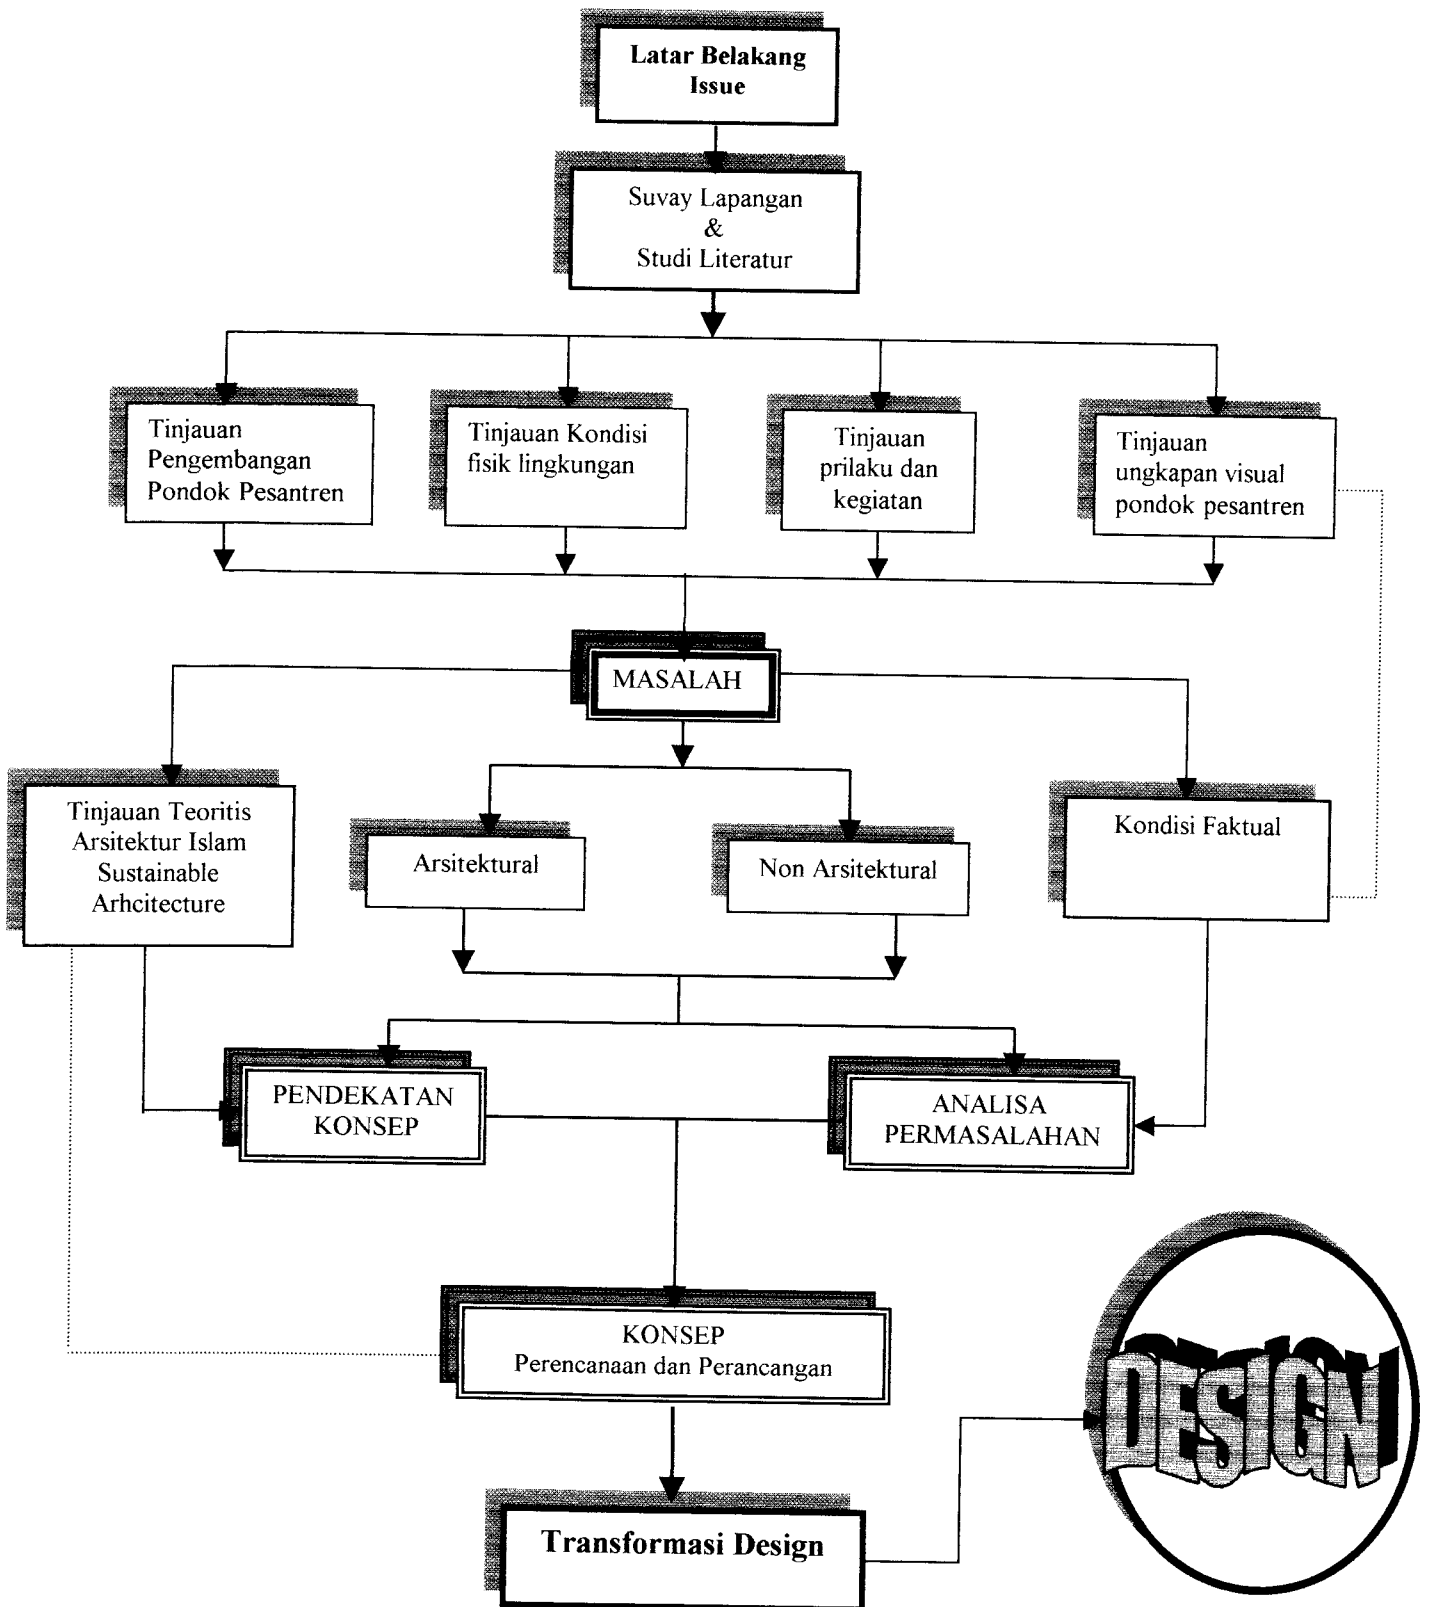 Latar Belakang
Issue
Suvay Lapangan
&
Studi Literatur
Tinjauan
Pengembangan
Pondok Pesantren
Tinjauan Kondisi
fisik lingkungan
Tinjauan
prilaku dan
kegiatan
Tinjauan
ungkapan visual
pondok pesantren
MASALAH
Tinjauan Teoritis
Arsitektur Islam
Sustainable
Arhcitecture
Arsitektural
Non Arsitektural
Kondisi Faktual
PENDEKATAN
KONSEP
ANALISA
PERMASALAHAN
KONSEP
Perencanaan dan Perancangan
DESIGN
Transformasi Design